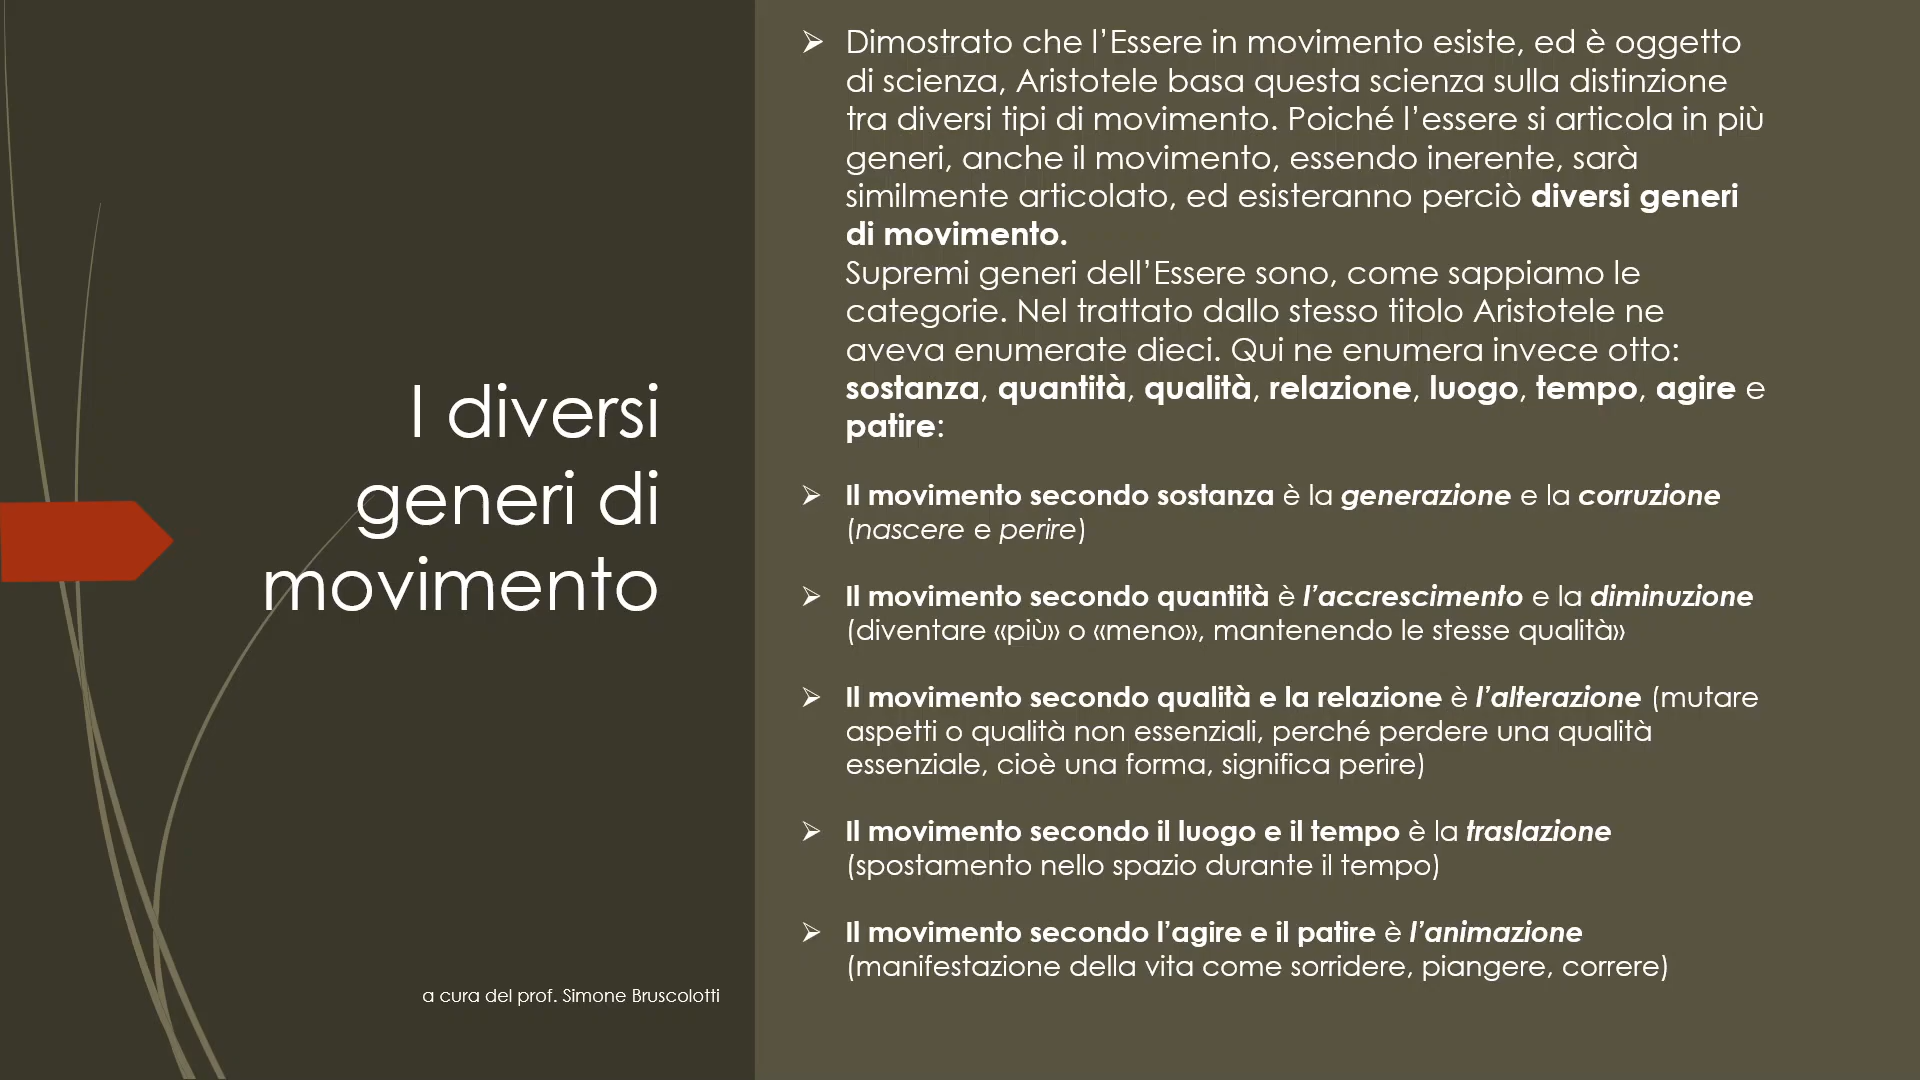 I diversi
generi di
movimento
a cura del prof. Simone Bruscolotti
Dimostrato che l’Essere in movimento esiste, ed è oggetto
di scienza, Aristotele basa questa scienza sulla distinzione
tra diversi tipi di movimento. Poiché l’essere si articola in più
generi, anche il movimento, essendo inerente, sarà
similmente articolato, ed esisteranno perciò diversi generi
di movimento.
Supremi generi dell’Essere sono, come sappiamo le
categorie. Nel trattato dallo stesso titolo Aristotele ne
aveva enumerate dieci. Qui ne enumera invece otto:
sostanza, quantità, qualità, relazione, luogo, tempo, agire e
patire:
Il movimento secondo sostanza è la generazione e la corruzione
(nascere e perire)
Il movimento secondo quantità è l’accrescimento e la diminuzione
(diventare «più» o «meno», mantenendo le stesse qualità»
Il movimento secondo qualità e la relazione è l’alterazione (mutare
aspetti o qualità non essenziali, perché perdere una qualità
essenziale, cioè una forma, significa perire)
Il movimento secondo il luogo e il tempo è la traslazione
(spostamento nello spazio durante il tempo)
Il movimento secondo l’agire e il patire è l’animazione
(manifestazione della vita come sorridere, piangere, correre)